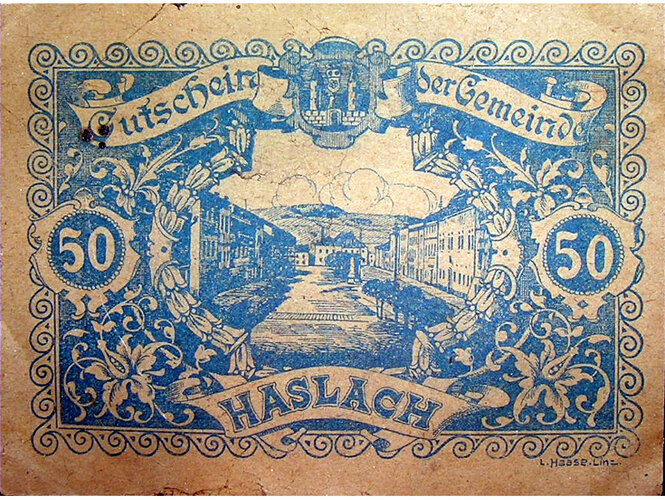 Gutschein der Gemeinde
50 50
HASLACH
L. Haase. Linz.